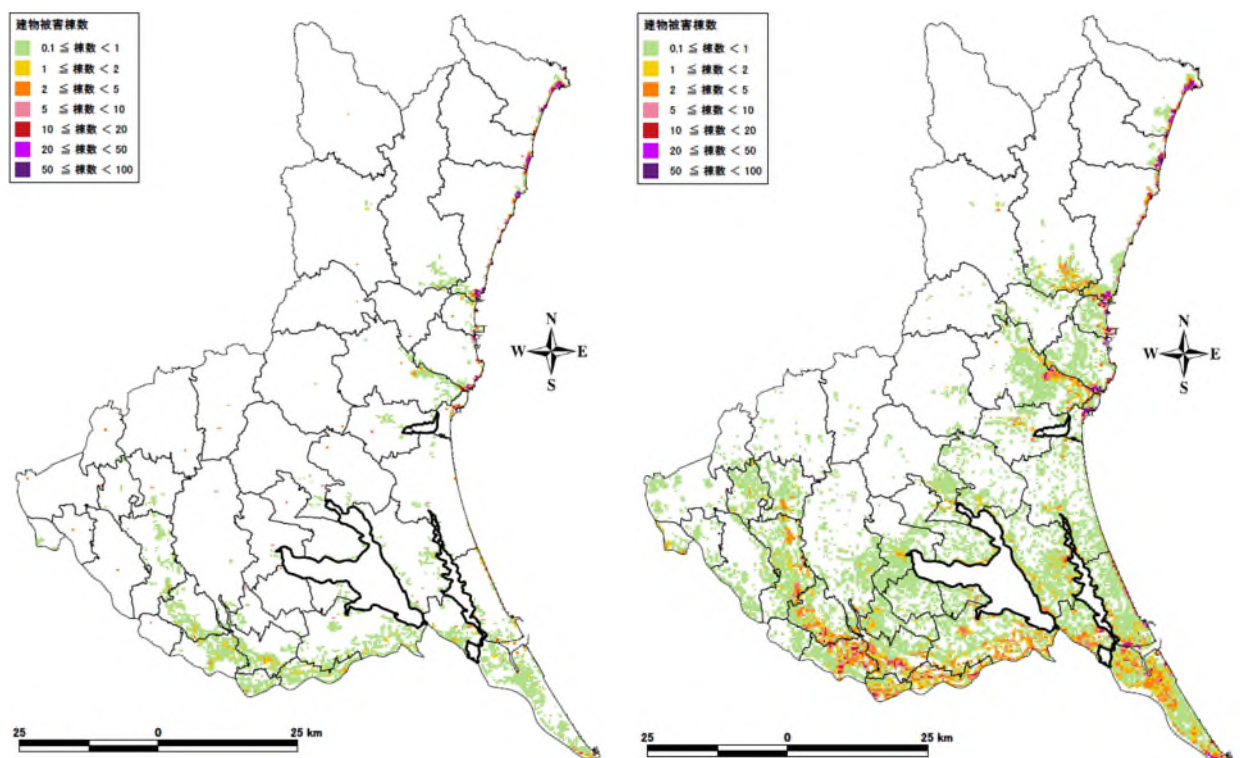 建物被害棟数
0.1 ≦ 棟数 < 1
1 ≦ 棟数 < 2
2 ≦ 棟数 < 5
5 ≦ 棟数 < 10
10 ≦ 棟数 < 20
20 ≦ 棟数 < 50
50 ≦ 棟数 < 100
N
W E
S
25 0 25 km
建物被害棟数
0.1 ≦ 棟数 < 1
1 ≦ 棟数 < 2
2 ≦ 棟数 < 5
5 ≦ 棟数 < 10
10 ≦ 棟数 < 20
20 ≦ 棟数 < 50
50 ≦ 棟数 < 100
N
W E
S
25 0 25 km